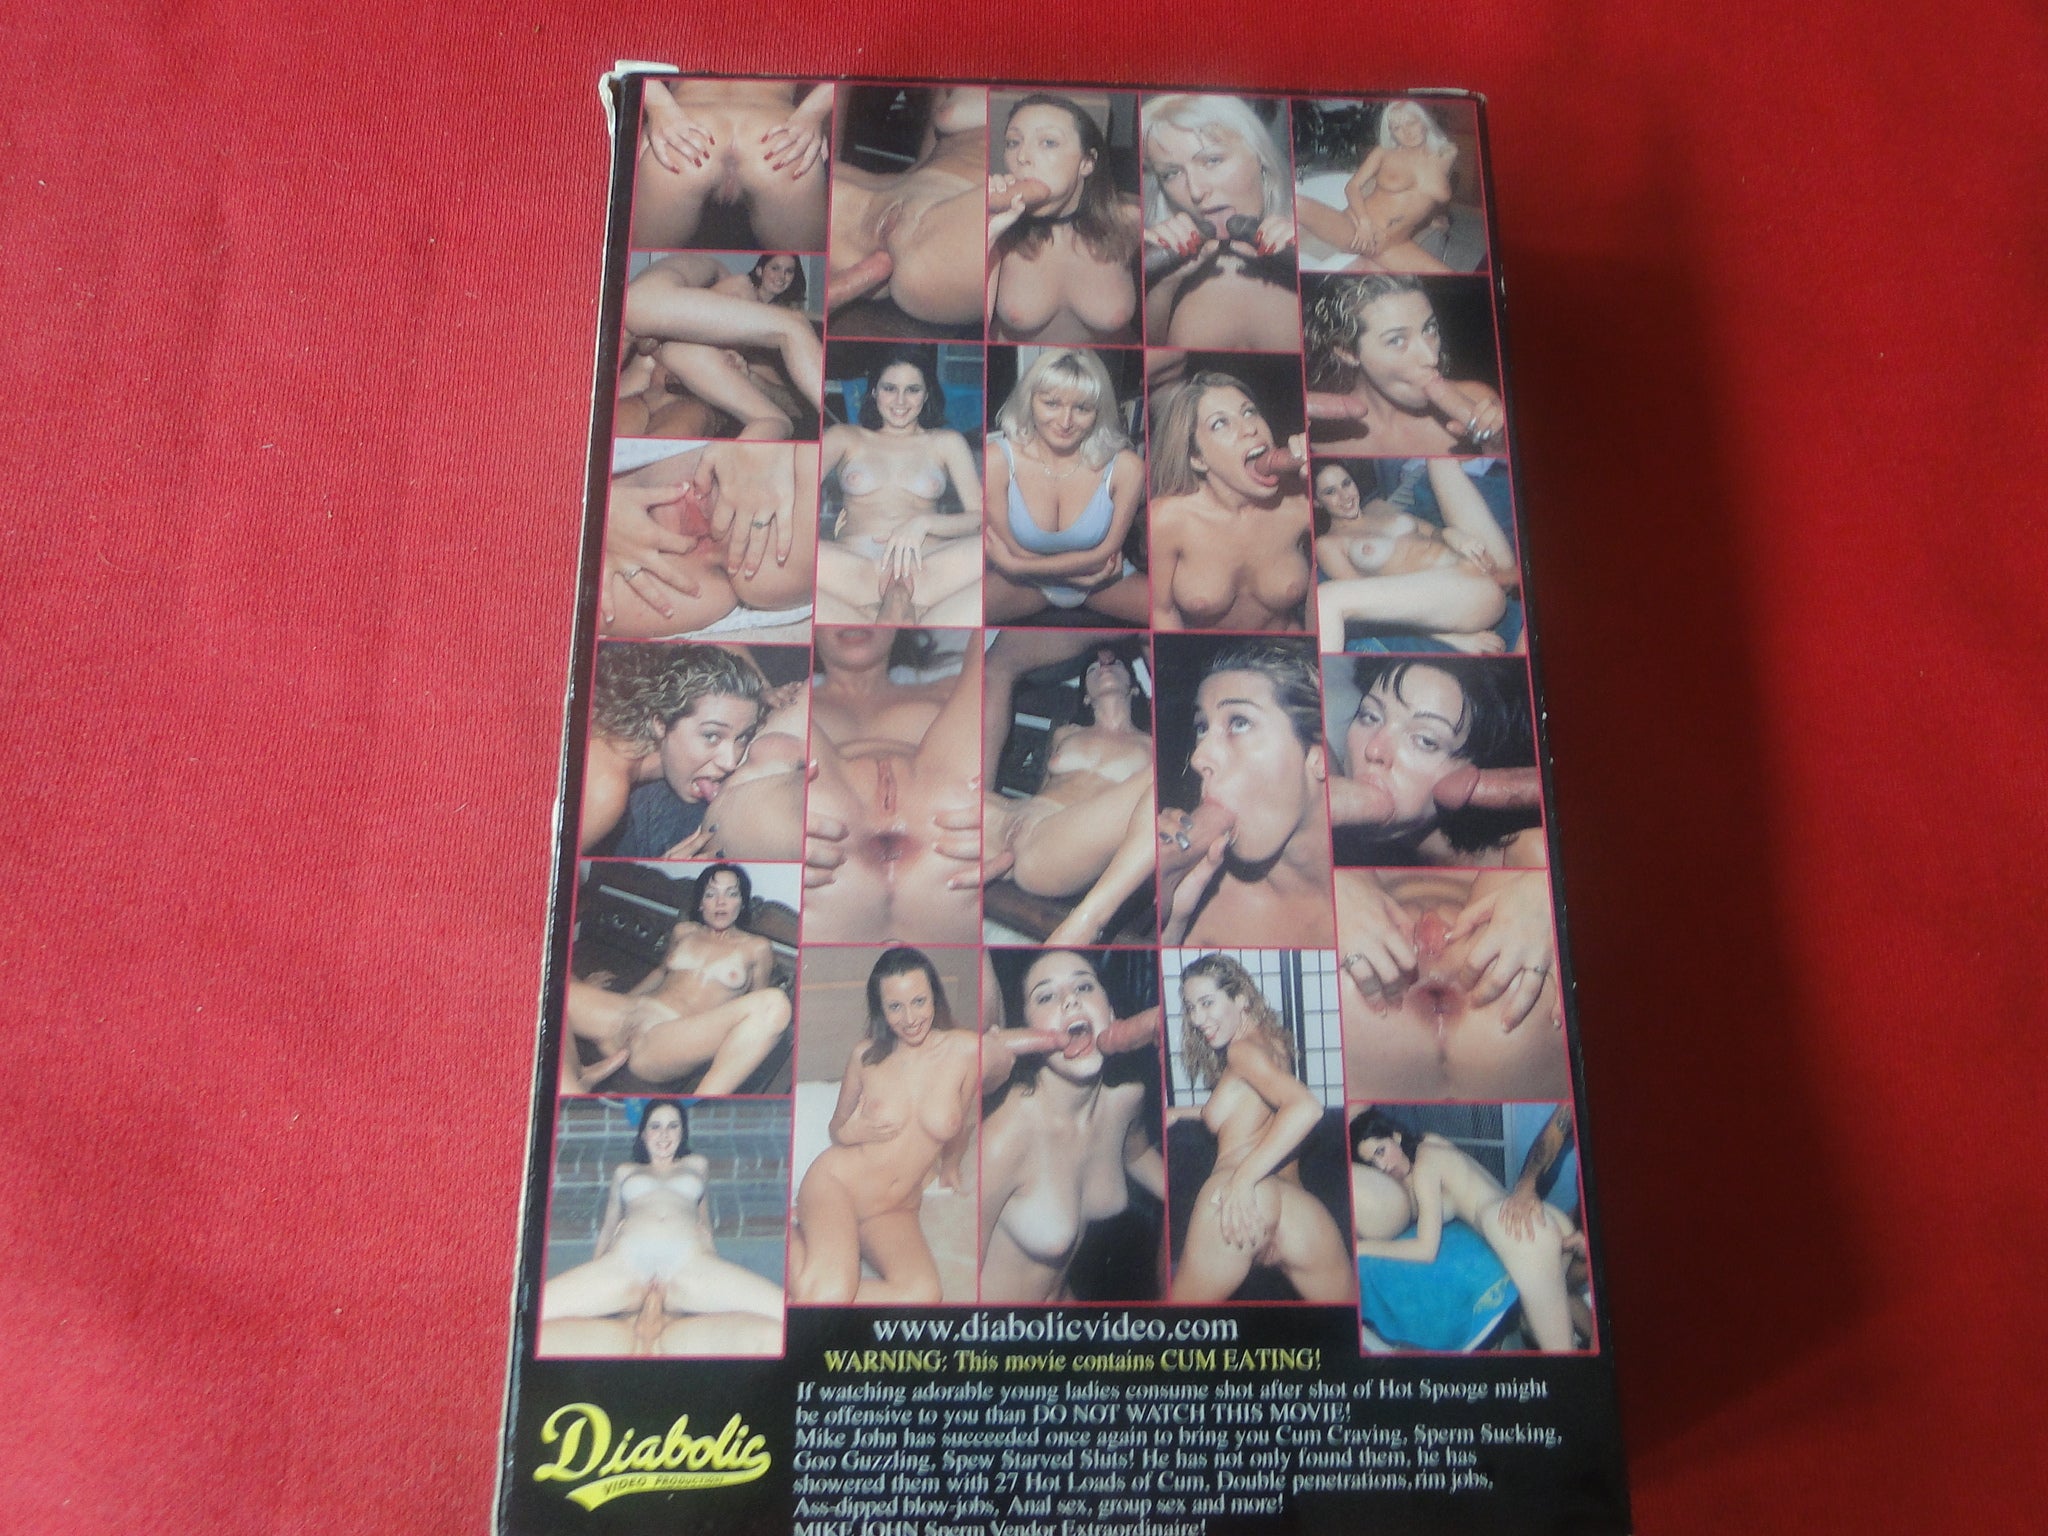 www.diabolicvideo.com
WARNING: This movie contains CUM EATING!
If watching adorable young ladies consume shot after shot of Hot Spooge might
be offensive to you than DO NOT WATCH THIS MOVIE!
Mike John has succeeded once again to bring you Cum Craving, Sperm Sucking,
Goo Guzzling, Spew Starved Sluts! He has not only found them, he has
showered them with 27 Hot Loads of Cum, Double penetrations, rim jobs,
Ass-dipped blow-jobs, Anal sex, group sex and more!
MIKE JOHN Sperm Vendor Extraordinaire!
Diabolic
VIDEO PRODUCTIONS